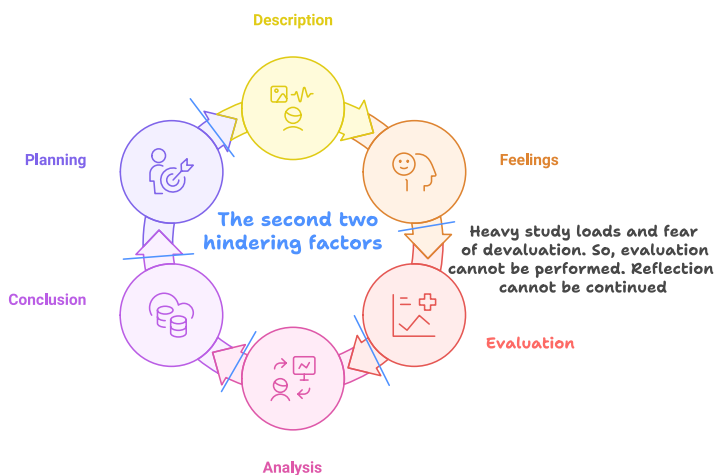 Description
Planning
Feelings
The second two
hindering factors
Heavy study loads and fear
of devaluation. So, evaluation
cannot be performed. Reflection
cannot be continued
Conclusion
Evaluation
Analysis